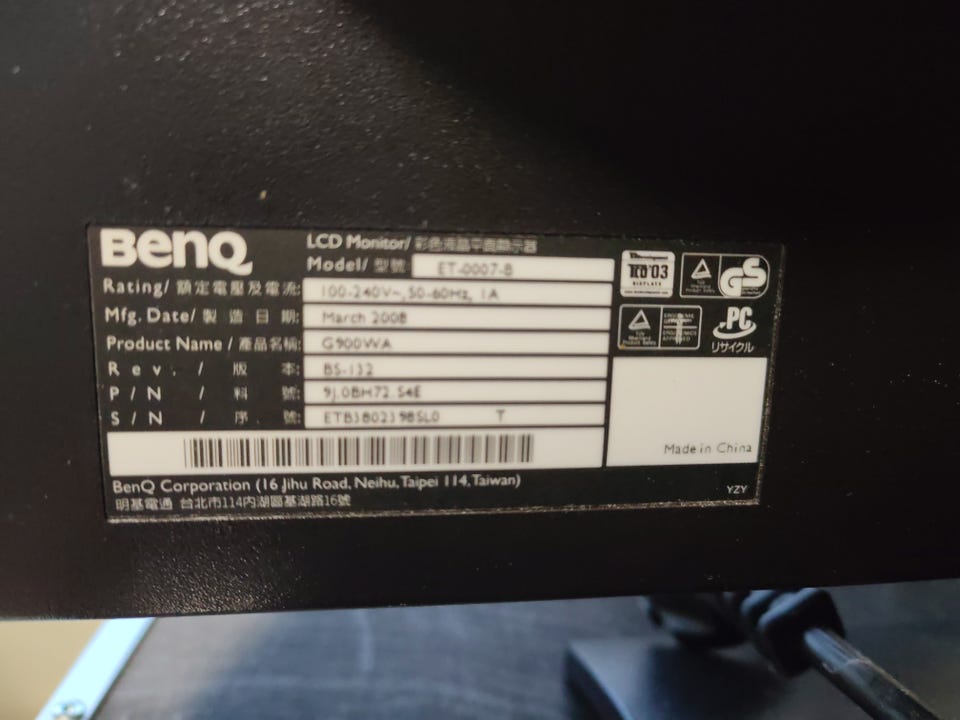 BenQ
LCD Monitor/ 彩色液晶平面顯示器
Model/ 型號: ET-0007-B
Rating/ 額定電壓及電流: 100-240V~, 50-60Hz, 1A
Mfg. Date/ 製造日期: March 2008
Product Name / 產品名稱: G900WA
Rev. / 版本: BS-132
P/N / 料號: 9J.0BH72.S4E
S/N / 序號: ETB3802398SL0 T
BenQ Corporation (16 Jihu Road, Neihu, Taipei 114, Taiwan)
明基電通 台北市114內湖區基湖路16號
TCO'03
DISPLAYS
GS
PC
リサイクル
Made in China
YZY